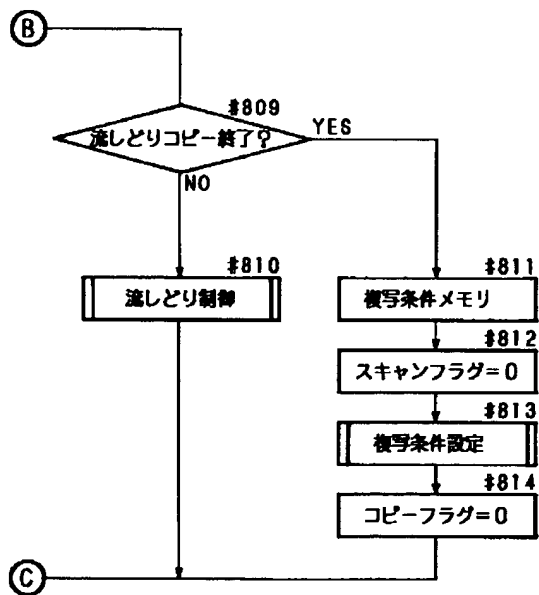 B
#809
流しどりコピー終了?
YES
NO
#810
流しどり制御
#811
複写条件メモリ
#812
スキャンフラグ=0
#813
複写条件設定
#814
コピーフラグ=0
C